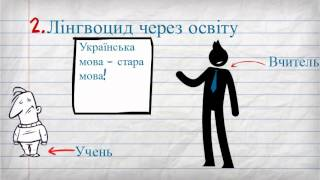 2.Лінгвоцид через освіту
Українська
мова – стара
мова!
Вчитель
Учень